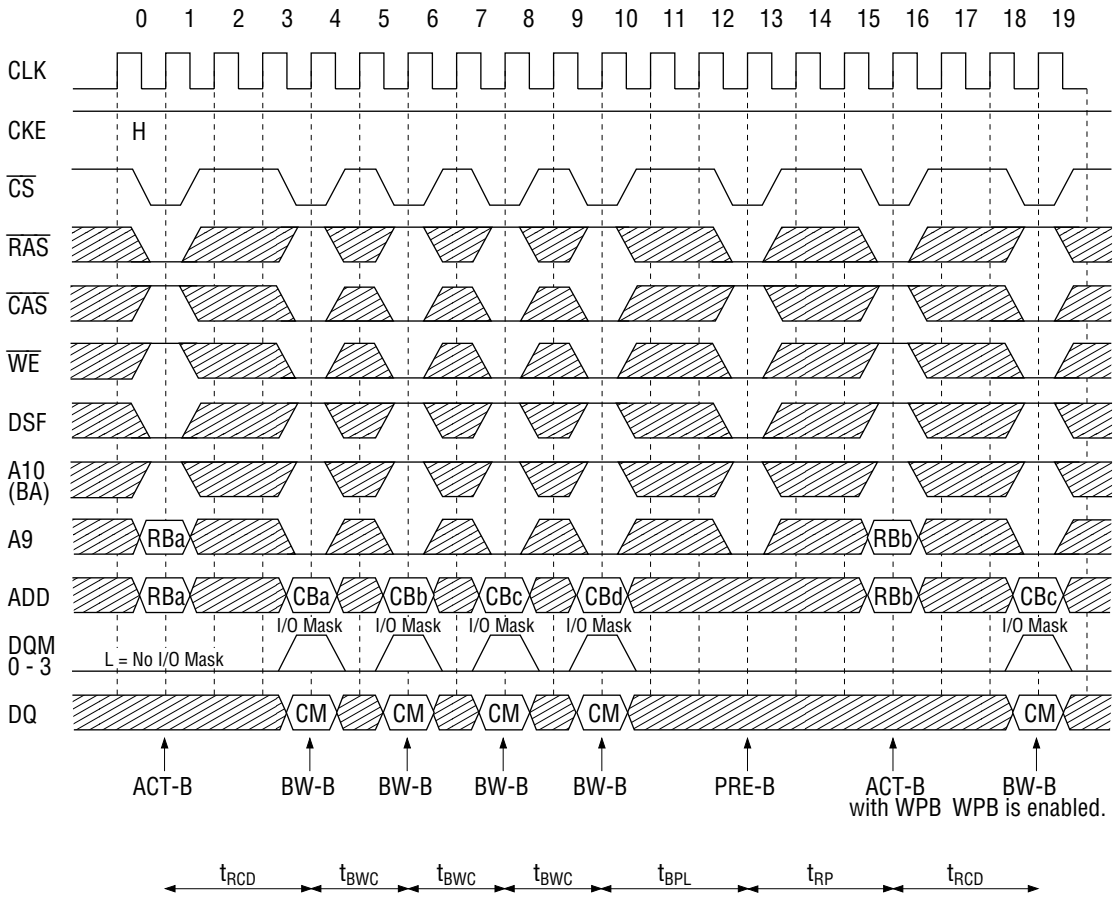 0 1 2 3 4 5 6 7 8 9 10 11 12 13 14 15 16 17 18 19
CLK
CKE H
CS
RAS
CAS
WE
DSF
A10
(BA)
A9 RBa RBb
ADD RBa CBa CBb CBc CBd RBb CBc
I/O Mask I/O Mask I/O Mask I/O Mask I/O Mask
DQM
0 - 3 L = No I/O Mask
DQ CM CM CM CM CM
ACT-B BW-B BW-B BW-B BW-B PRE-B ACT-B BW-B
with WPB WPB is enabled.
tRCD tBWC tBWC tBWC tBPL tRP tRCD